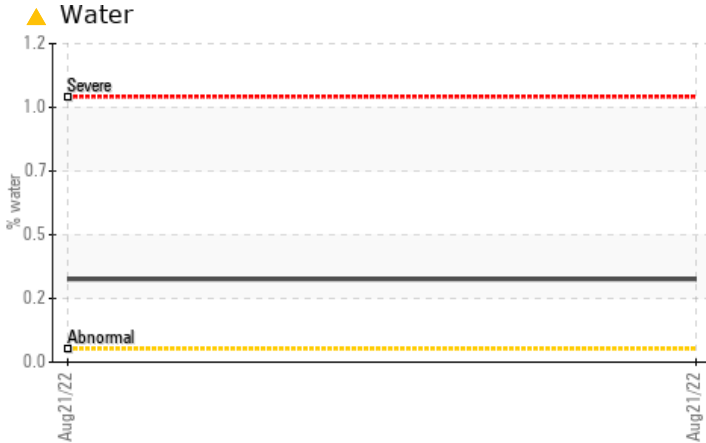 Water
1.2
Severe
1.0
0.7
% water
0.5
0.2
Abnormal
0.0
Aug21/22
Aug21/22